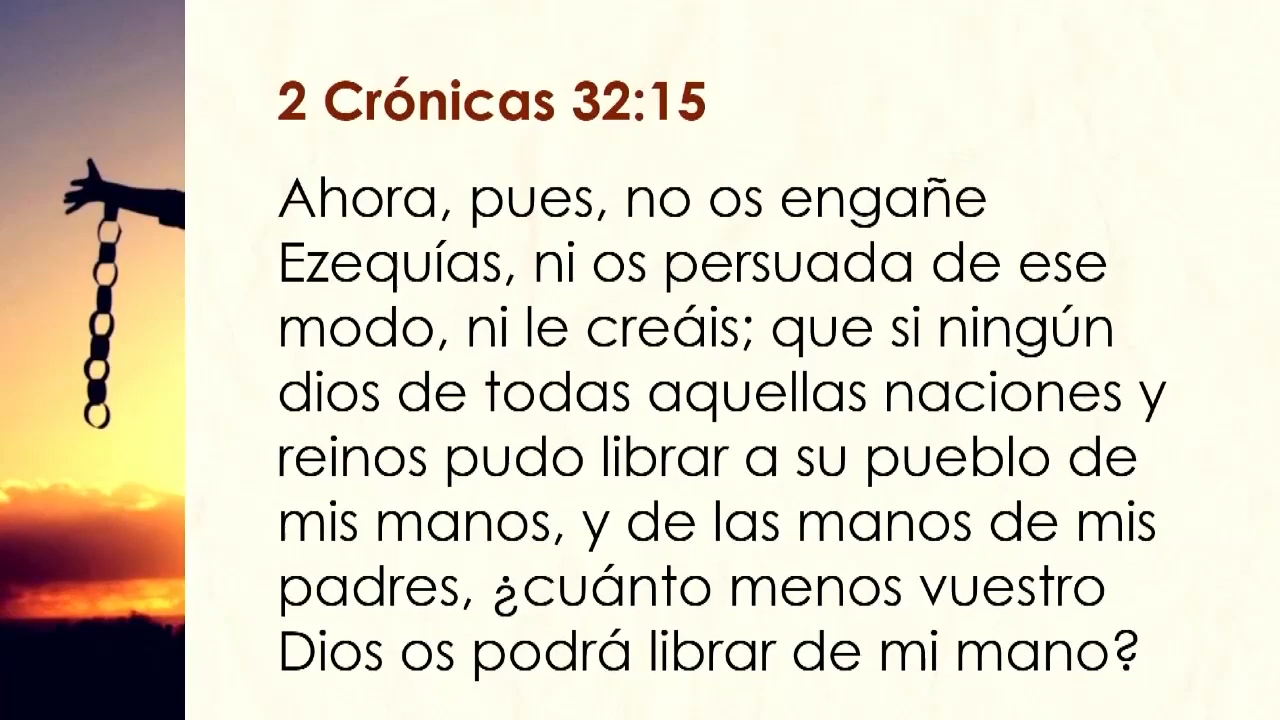 2 Crónicas 32:15
Ahora, pues, no os engañe
Ezequías, ni os persuada de ese
modo, ni le creáis; que si ningún
dios de todas aquellas naciones y
reinos pudo librar a su pueblo de
mis manos, y de las manos de mis
padres, ¿cuánto menos vuestro
Dios os podrá librar de mi mano?